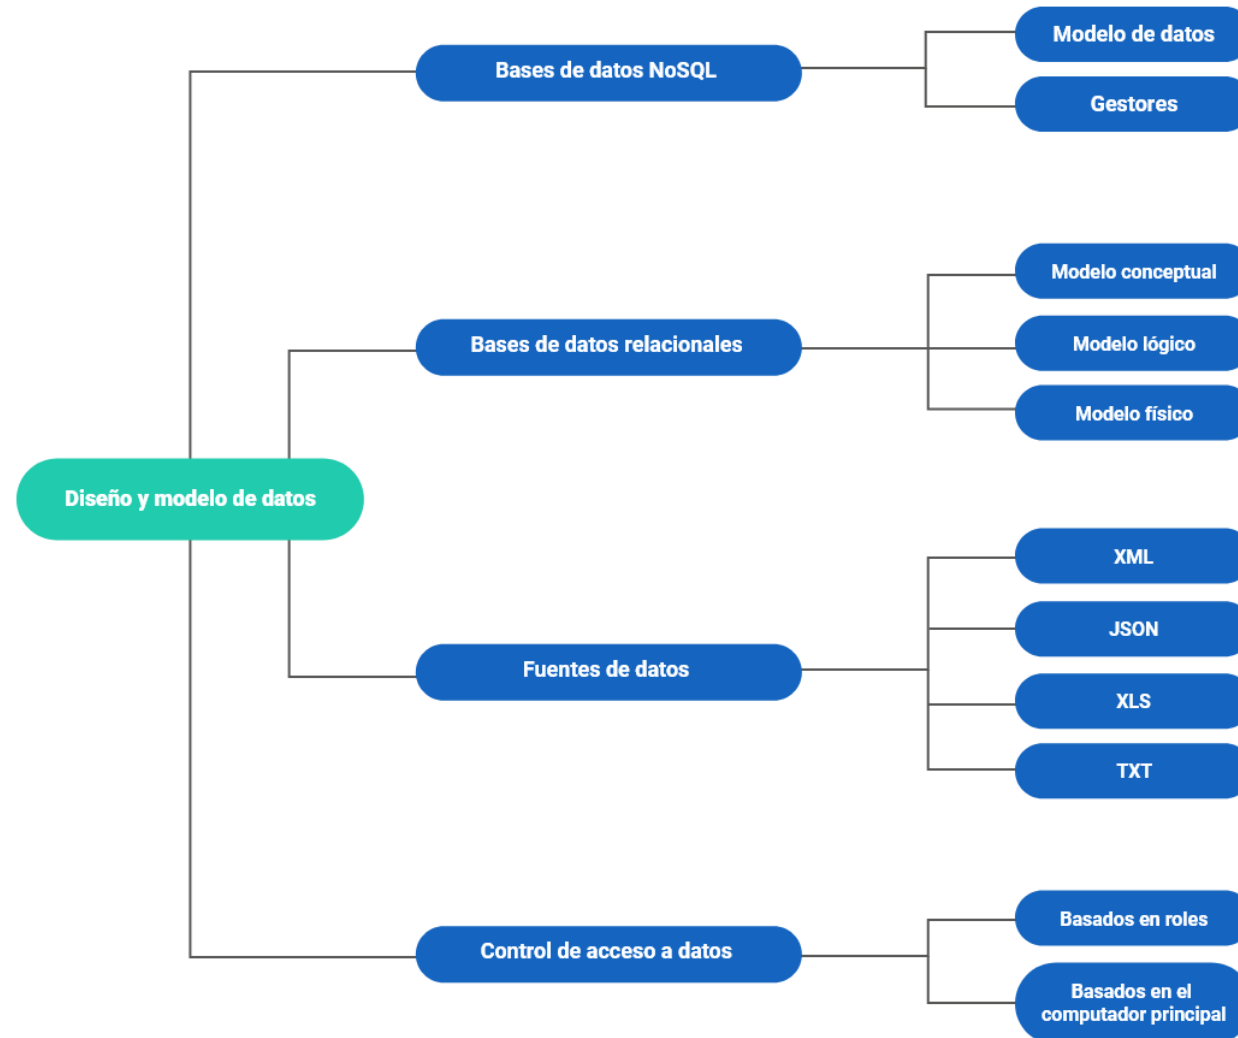 Modelo de datos
Bases de datos NoSQL
Gestores
Modelo conceptual
Bases de datos relacionales
Modelo lógico
Modelo físico
Diseño y modelo de datos
XML
JSON
Fuentes de datos
XLS
TXT
Basados en roles
Control de acceso a datos
Basados en el
computador principal